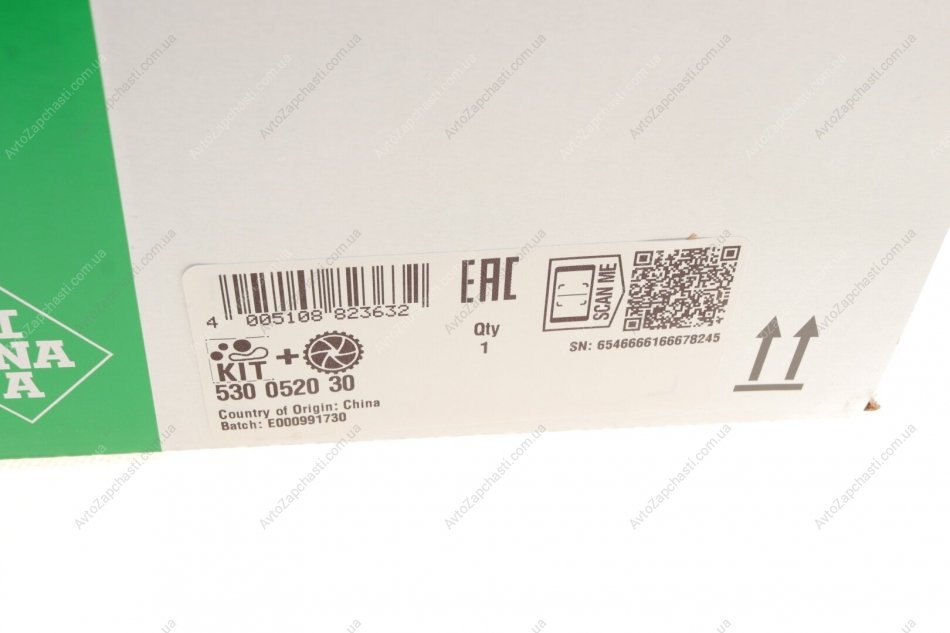 I
INA
A
4 005108 823632
EAC
SCAN ME
Qty
1
SN: 6546666166678245
KIT +
530 0520 30
Country of Origin: China
Batch: E000991730
AvtoZapchasti.com.ua